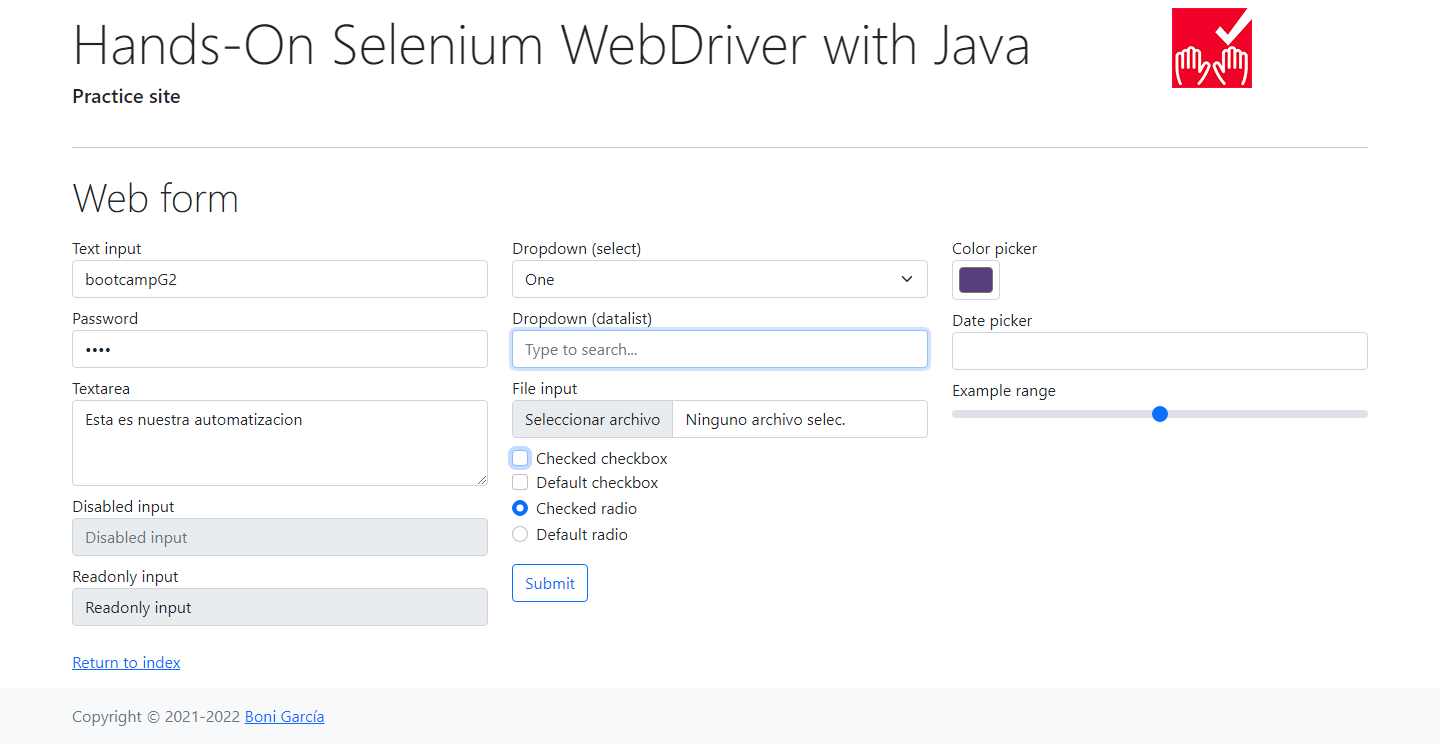 Hands-On Selenium WebDriver with Java
Practice site
Web form
Text input
bootcampG2
Password
••••
Textarea
Esta es nuestra automatizacion
Disabled input
Disabled input
Readonly input
Readonly input
Return to index
Dropdown (select)
One
Dropdown (datalist)
Type to search...
File input
Seleccionar archivo Ninguno archivo selec.
Checked checkbox
Default checkbox
Checked radio
Default radio
Submit
Color picker
Date picker
Example range
Copyright © 2021-2022 Boni García